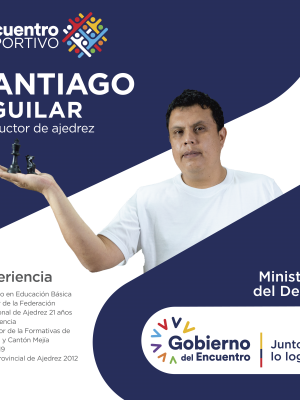 cuentro
PORTIVO
ANTIAGO
GUILAR
uctor de ajedrez
eriencia
o en Educación Básica
r de la Federación
onal de Ajedrez 21 años
encia
or de la Formativas de
y Cantón Mejía
19
rovincial de Ajedrez 2012
Minist
del De
Gobierno
del Encuentro
Junto
lo log